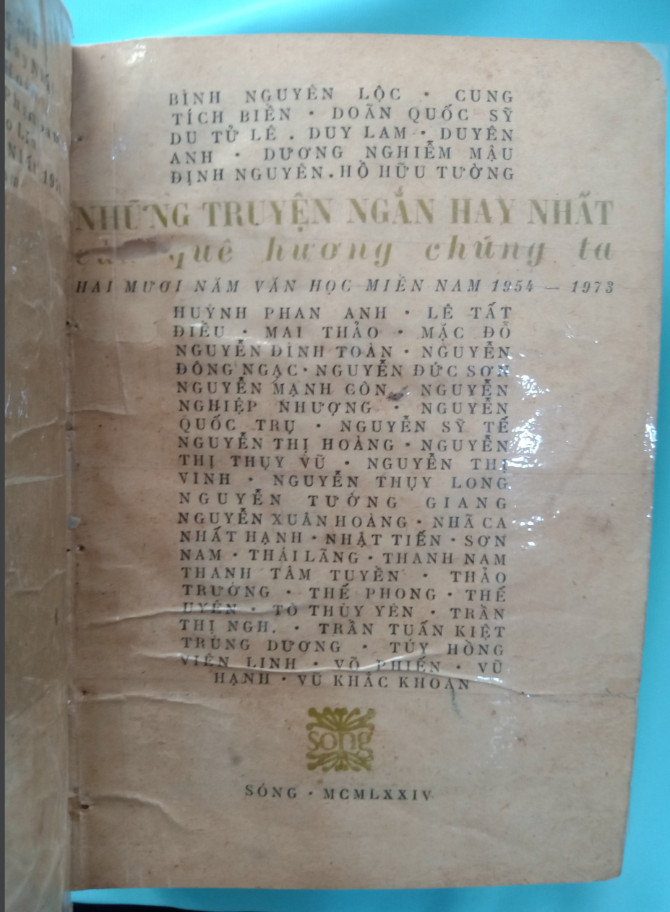 BÌNH NGUYÊN LỘC · CUNG
TÍCH BIỀN · DOÃN QUỐC SỸ
DU TỬ LÊ . DUY LAM · DUYÊN
ANH · DƯƠNG NGHIỄM MẬU
ĐỊNH NGUYÊN . HỒ HỮU TƯỜNG
NHỮNG TRUYỆN NGẮN HAY NHẤT
của quê hương chúng ta
HAI MƯƠI NĂM VĂN HỌC MIỀN NAM 1954 — 1973
HUỲNH PHAN ANH · LÊ TẤT
ĐIỀU · MAI THẢO · MẶC ĐỖ
NGUYỄN ĐÌNH TOÀN · NGUYỄN
ĐÔNG NGẠC · NGUYỄN ĐỨC SƠN
NGUYỄN MẠNH CÔN · NGUYỄN
NGHIỆP NHƯỢNG · NGUYỄN
QUỐC TRỤ · NGUYỄN SỸ TẾ
NGUYỄN THỊ HOÀNG · NGUYỄN
THỊ THỤY VŨ · NGUYỄN THỊ
VINH · NGUYỄN THỤY LONG
NGUYỄN TƯỜNG GIANG
NGUYỄN XUÂN HOÀNG · NHÃ CA
NHẤT HẠNH · NHẬT TIẾN · SƠN
NAM · THÁI LÃNG · THANH NAM
THANH TÂM TUYỀN · THẢO
TRƯỜNG · THẾ PHONG · THẾ
UYÊN · TÔ THÙY YÊN · TRẦN
THỊ NGH. · TRẦN TUẤN KIỆT
TRÙNG DƯƠNG · TÚY HỒNG
VIÊN LINH · VÕ PHIẾN · VŨ
HẠNH · VŨ KHẮC KHOAN
sóng
SÓNG · MCMLXXIV